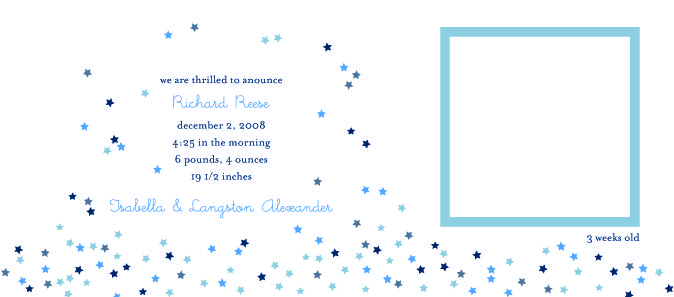 we are thrilled to anounce
Richard Reese
december 2, 2008
4:25 in the morning
6 pounds, 4 ounces
19 1/2 inches
Isabella & Langston Alexander
3 weeks old